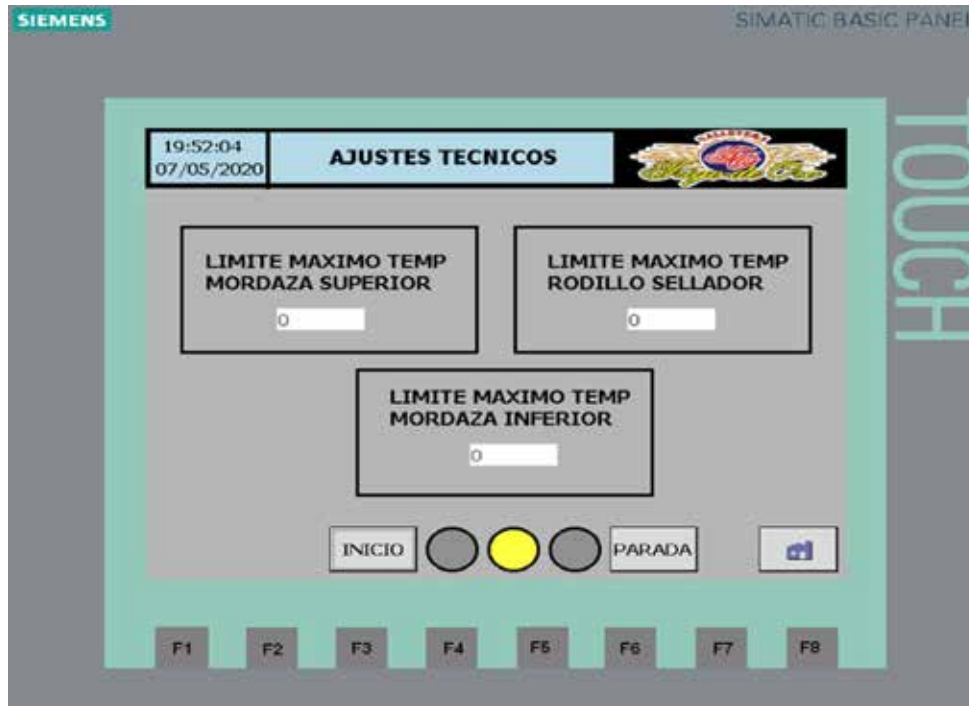 SIEMENS
SIMATIC BASIC PANEL
TOUCH
19:52:04
07/05/2020
AJUSTES TECNICOS
LIMITE MAXIMO TEMP
MORDAZA SUPERIOR
0
LIMITE MAXIMO TEMP
RODILLO SELLADOR
0
LIMITE MAXIMO TEMP
MORDAZA INFERIOR
0
INICIO
PARADA
F1 F2 F3 F4 F5 F6 F7 F8